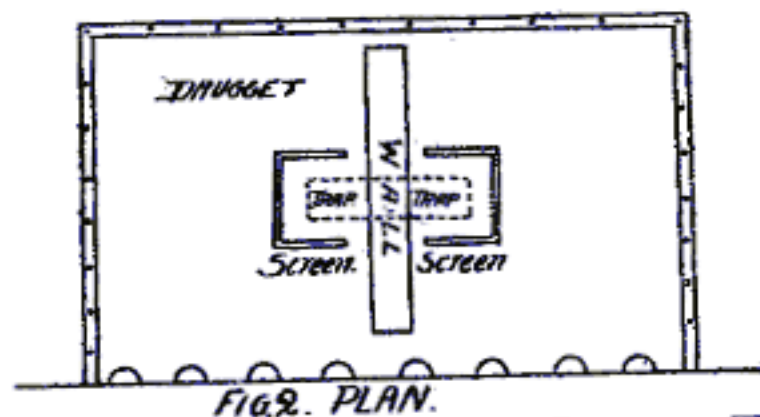 DRUGGET
WALL
TRAP TRAP
Screen. Screen
FIG. 2. PLAN.